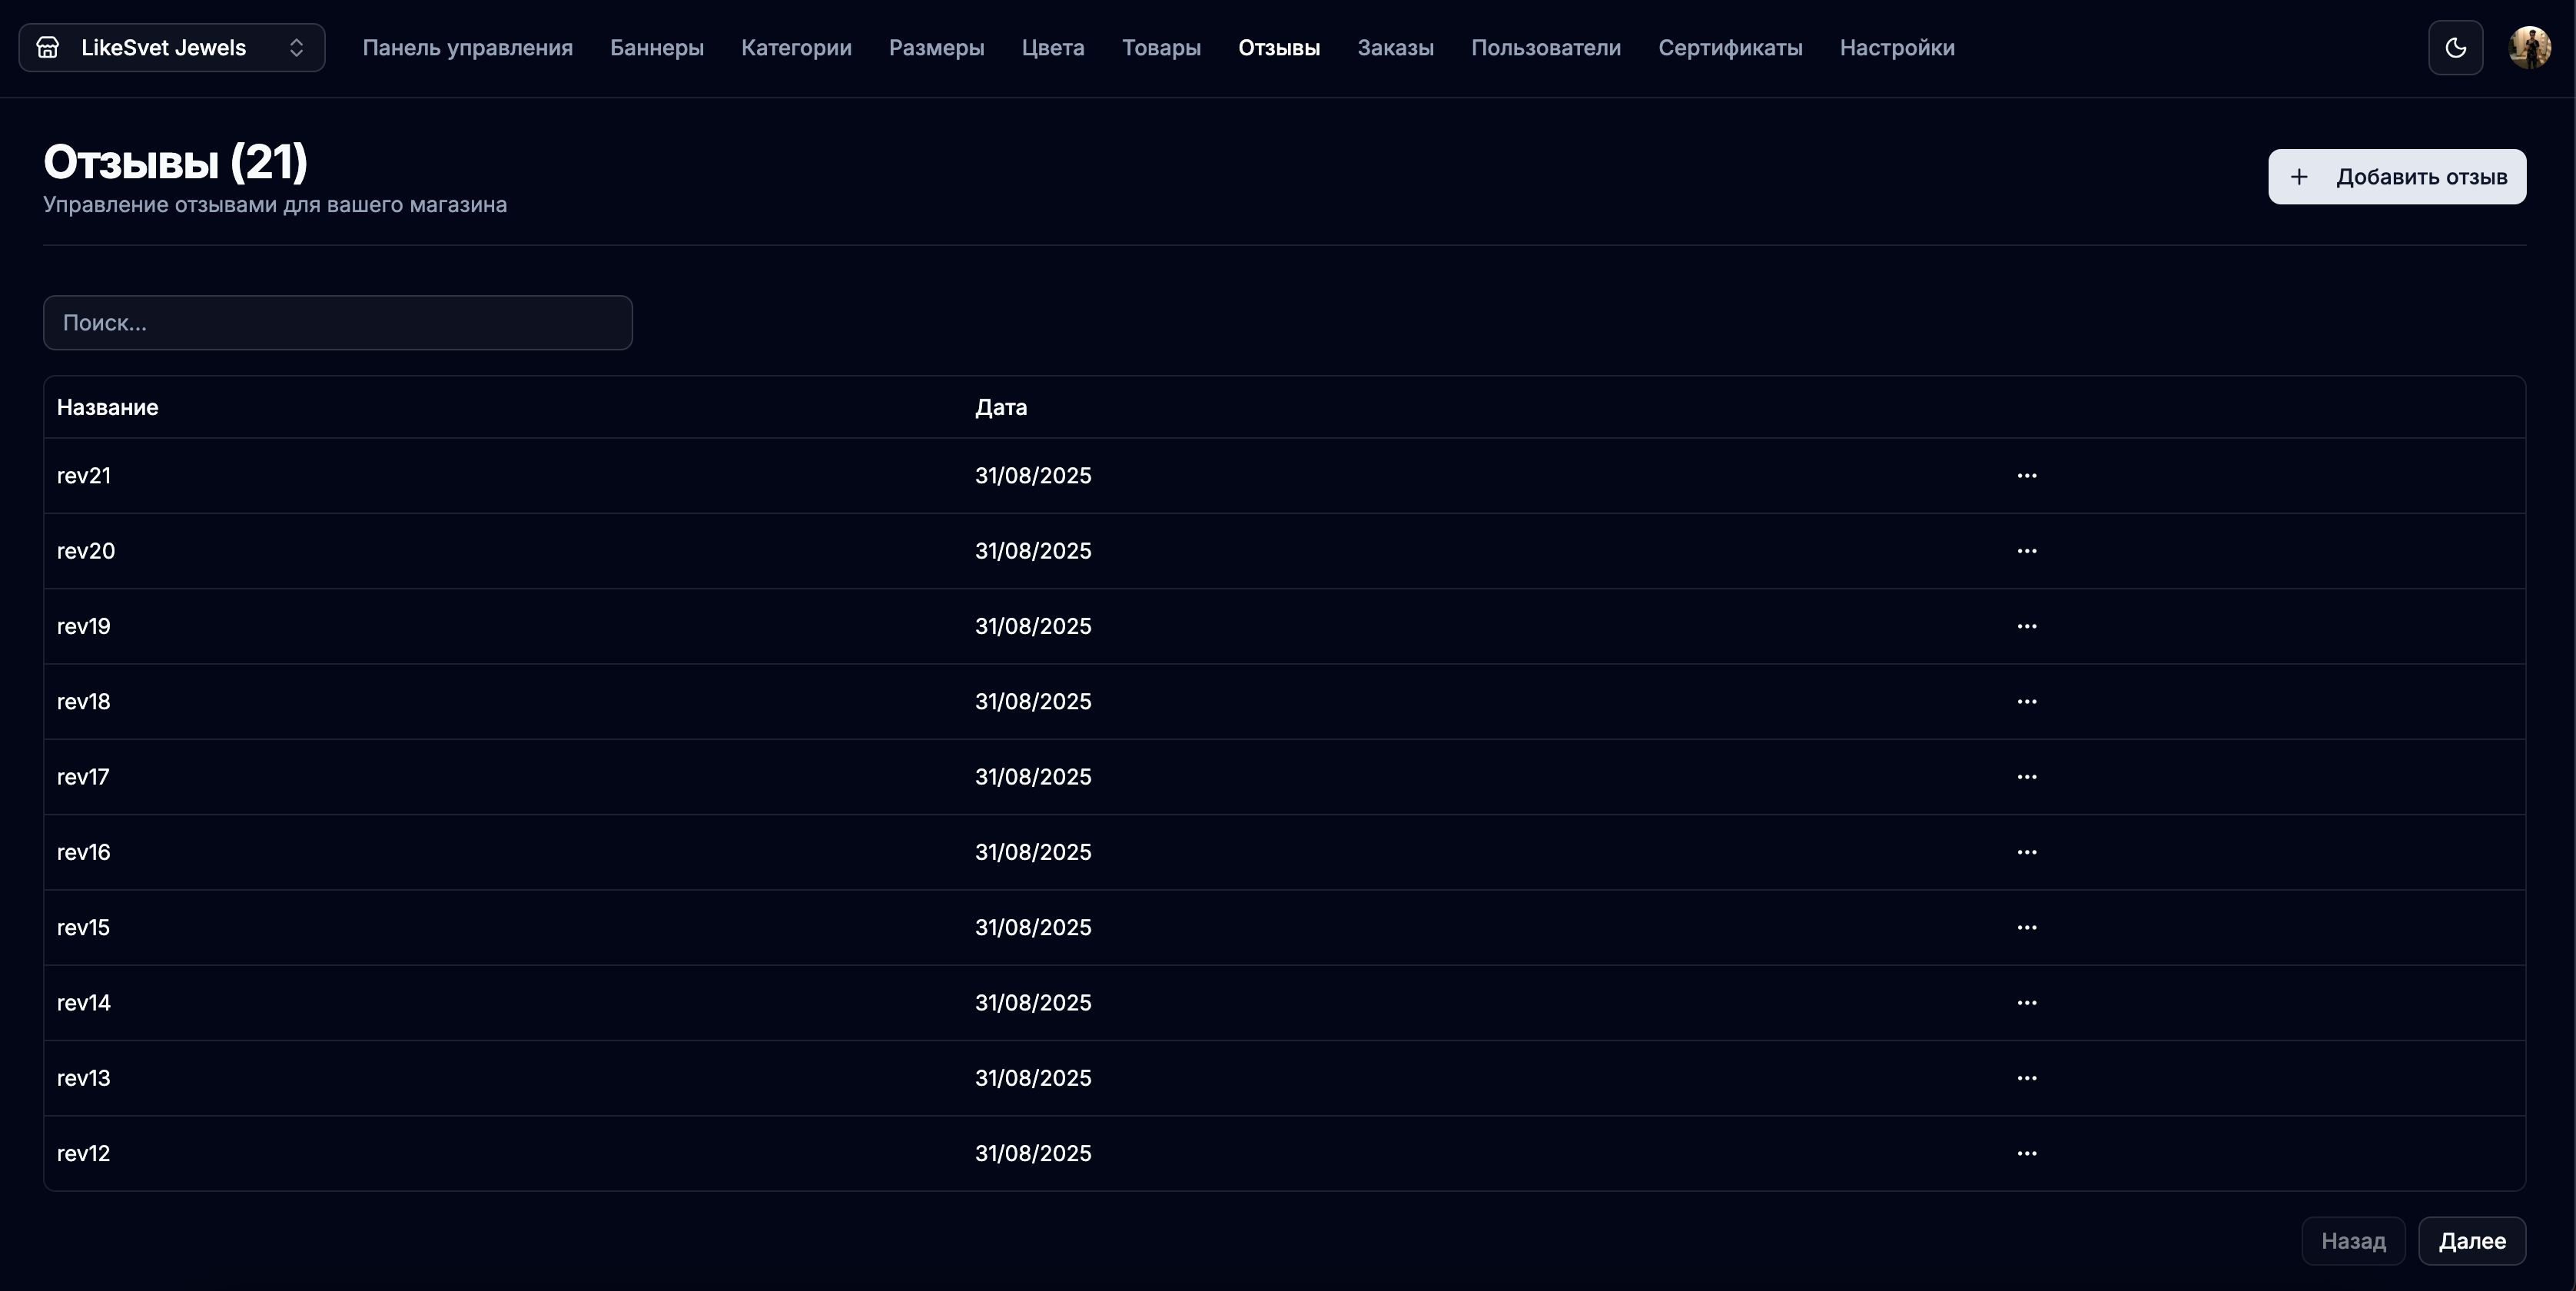 LikeSvet Jewels Панель управления Баннеры Категории Размеры Цвета Товары Отзывы Заказы Пользователи Сертификаты Настройки
Отзывы (21)
Управление отзывами для вашего магазина
+ Добавить отзыв
Поиск...
Название Дата
rev21 31/08/2025 ...
rev20 31/08/2025 ...
rev19 31/08/2025 ...
rev18 31/08/2025 ...
rev17 31/08/2025 ...
rev16 31/08/2025 ...
rev15 31/08/2025 ...
rev14 31/08/2025 ...
rev13 31/08/2025 ...
rev12 31/08/2025 ...
Назад Далее